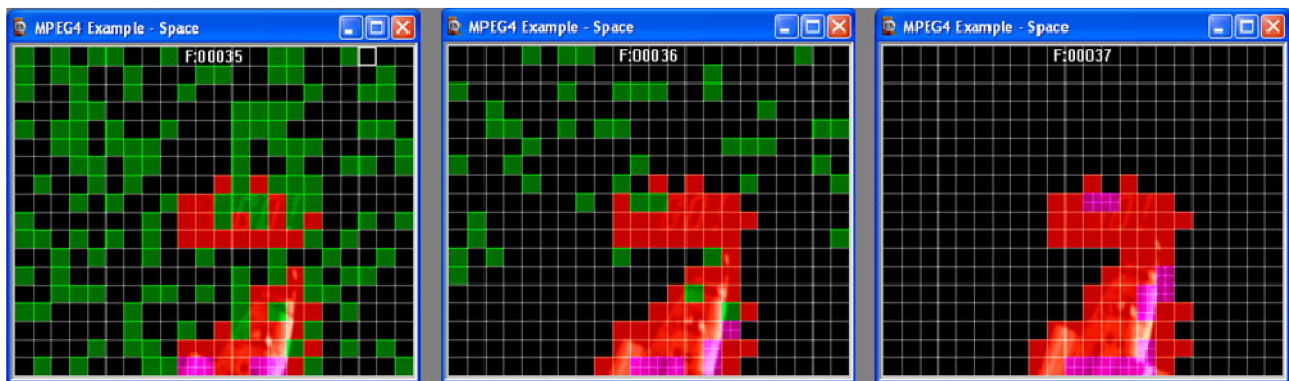 MPEG4 Example - Space
F:00035
MPEG4 Example - Space
F:00036
MPEG4 Example - Space
F:00037